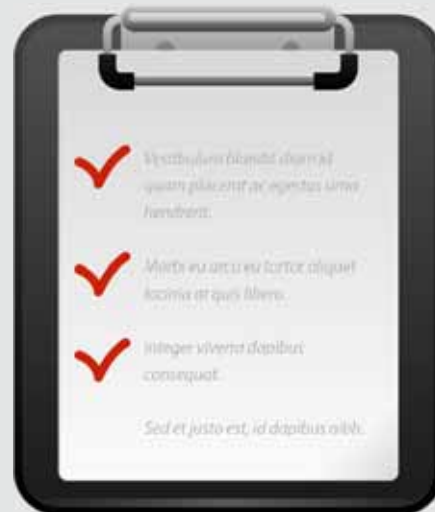 Vestibulum blandit diam id
quam placerat ac egestas urna
hendrerit.
Morbi eu arcu eu tortor aliquet
lacinia at quis libero.
Integer viverra dapibus
consequat.
Sed et justo est, id dapibus nibh.